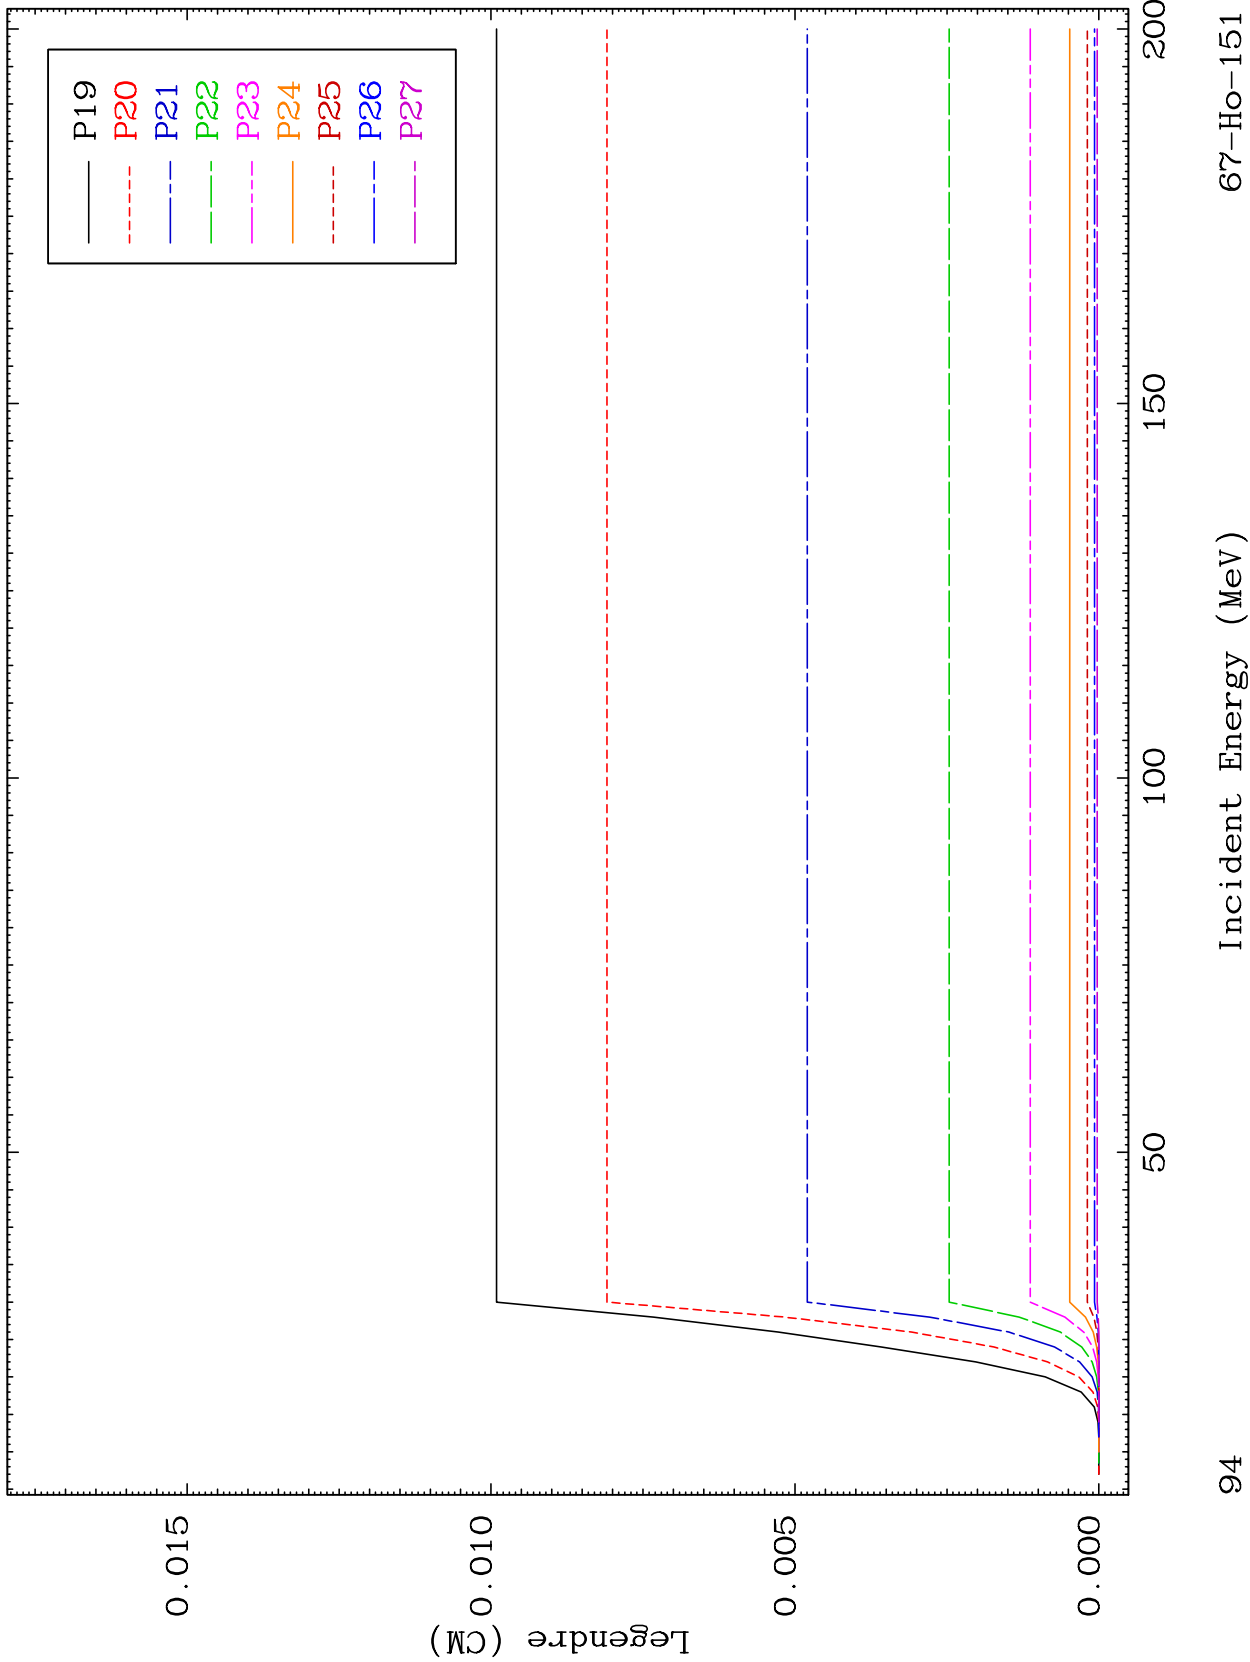 P19
P20
P21
P22
P23
P24
P25
P26
P27
0.015
0.010
0.005
0.000
Legendre (CM)
50
100
150
200
Incident Energy (MeV)
94
67-Ho-151